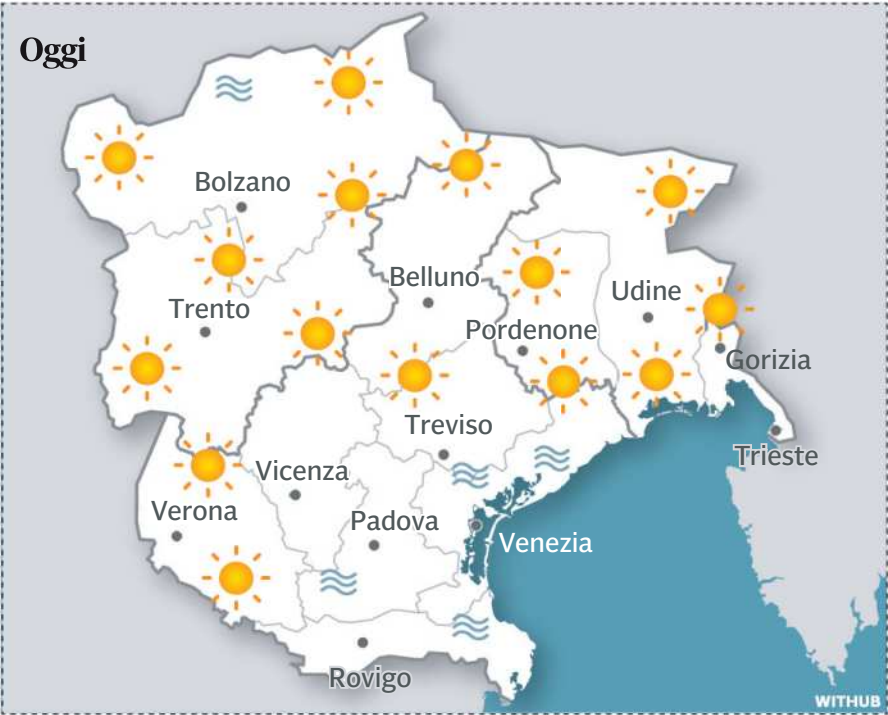 Oggi
Bolzano
Belluno
Udine
Trento
Pordenone
Gorizia
Treviso
Trieste
Vicenza
Verona
Padova
Venezia
Rovigo
WITHUB